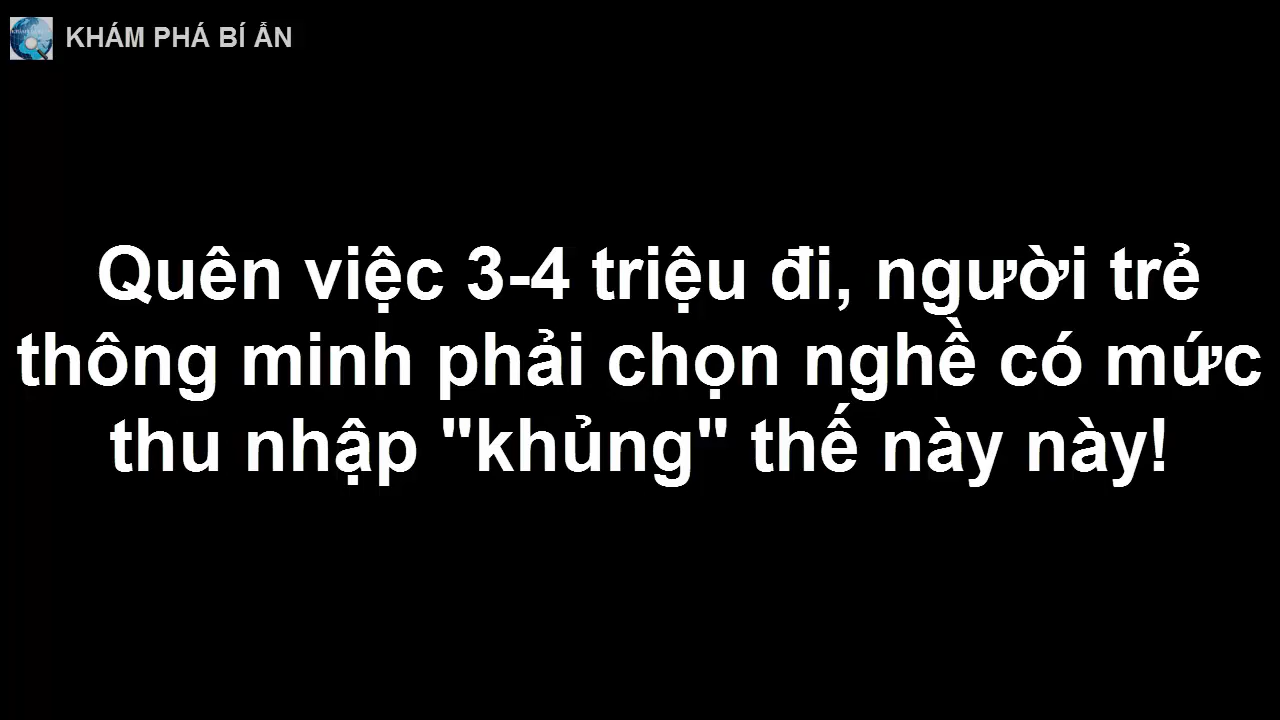 KHÁM PHÁ BÍ ẨN
Quên việc 3-4 triệu đi, người trẻ
thông minh phải chọn nghề có mức
thu nhập "khủng" thế này này!